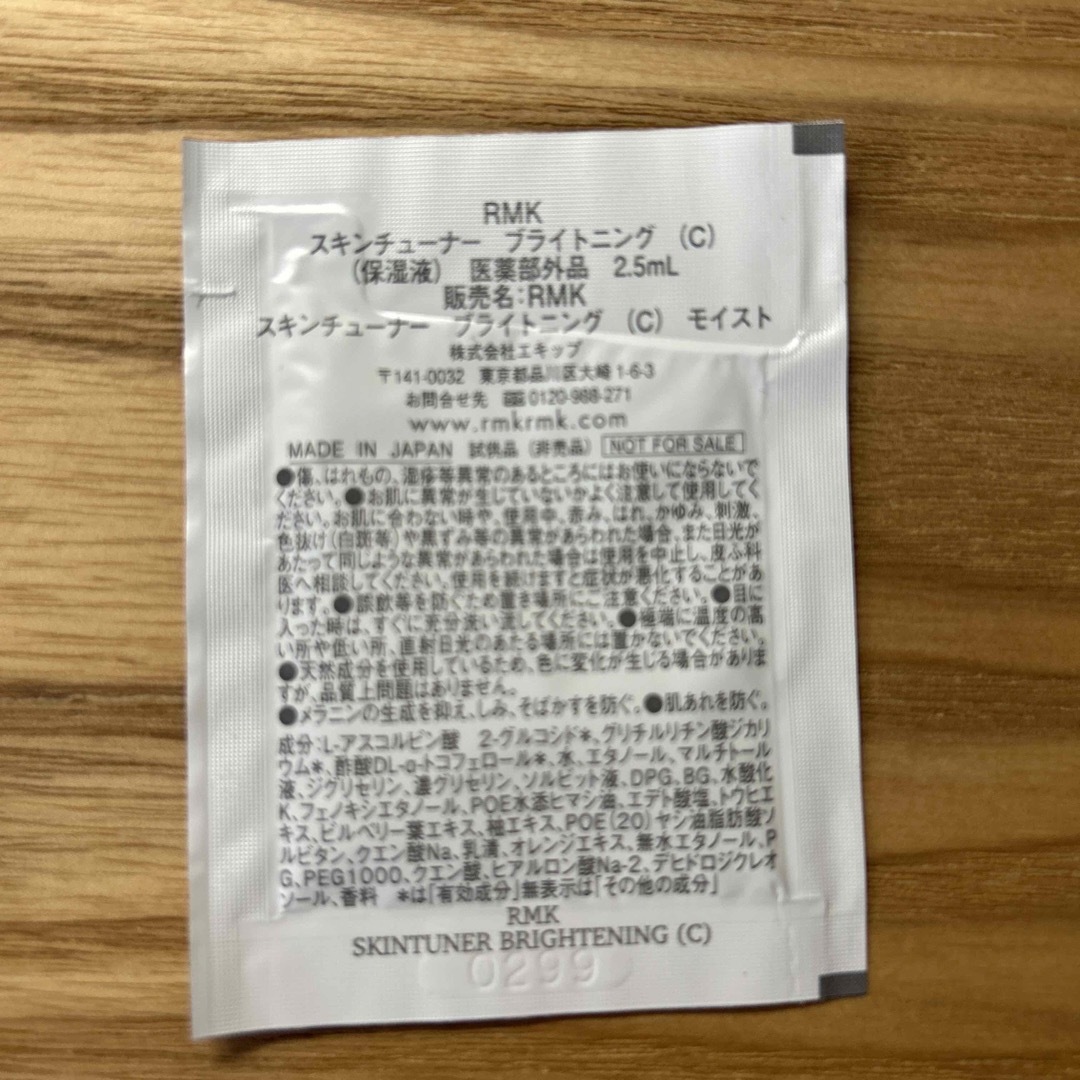 RMK
スキンチューナー ブライトニング (C)
(保湿液) 医薬部外品 2.5mL
販売名:RMK
スキンチューナー ブライトニング (C) モイスト
株式会社エキップ
〒141-0032 東京都品川区大崎1-6-3
お問合せ先 0120-988-271
www.rmkrmk.com
MADE IN JAPAN 試供品 (非売品) NOT FOR SALE
●傷、はれもの、湿疹等異常のあるところにはお使いにならないで
ください。●お肌に異常が生じていないかよく注意して使用してく
ださい。お肌に合わない時や、使用中、赤み、はれ、かゆみ、刺激、
色抜け(白斑等)や黒ずみ等の異常があらわれた場合、また日光が
あたって同じような異常があらわれた場合は使用を中止し、皮ふ科
医へ相談してください。使用を続けますと症状が悪化することがあ
ります。●誤飲等を防ぐため置き場所にご注意ください。●目に
入った時は、すぐに充分洗い流してください。●極端に温度の高
い所や低い所、直射日光のあたる場所には置かないでください。
●天然成分を使用しているため、色に変化が生じる場合がありま
すが、品質上問題はありません。
●メラニンの生成を抑え、しみ、そばかすを防ぐ。●肌あれを防ぐ。
成分:L-アスコルビン酸 2-グルコシド*、グリチルリチン酸ジカリ
ウム*、酢酸DL-α-トコフェロール*、水、エタノール、マルチトール
液、ジグリセリン、濃グリセリン、ソルビット液、DPG、BG、水酸化
K、フェノキシエタノール、POE水添ヒマシ油、エデト酸塩、トウヒエ
キス、ビルベリー葉エキス、柚エキス、POE(20)ヤシ油脂肪酸ソ
ルビタン、クエン酸Na、乳清、オレンジエキス、無水エタノール、P
G、PEG1000、クエン酸、ヒアルロン酸Na-2、デヒドロジクレオ
ソール、香料 *は「有効成分」無表示は「その他の成分」
RMK
SKINTUNER BRIGHTENING (C)
0299